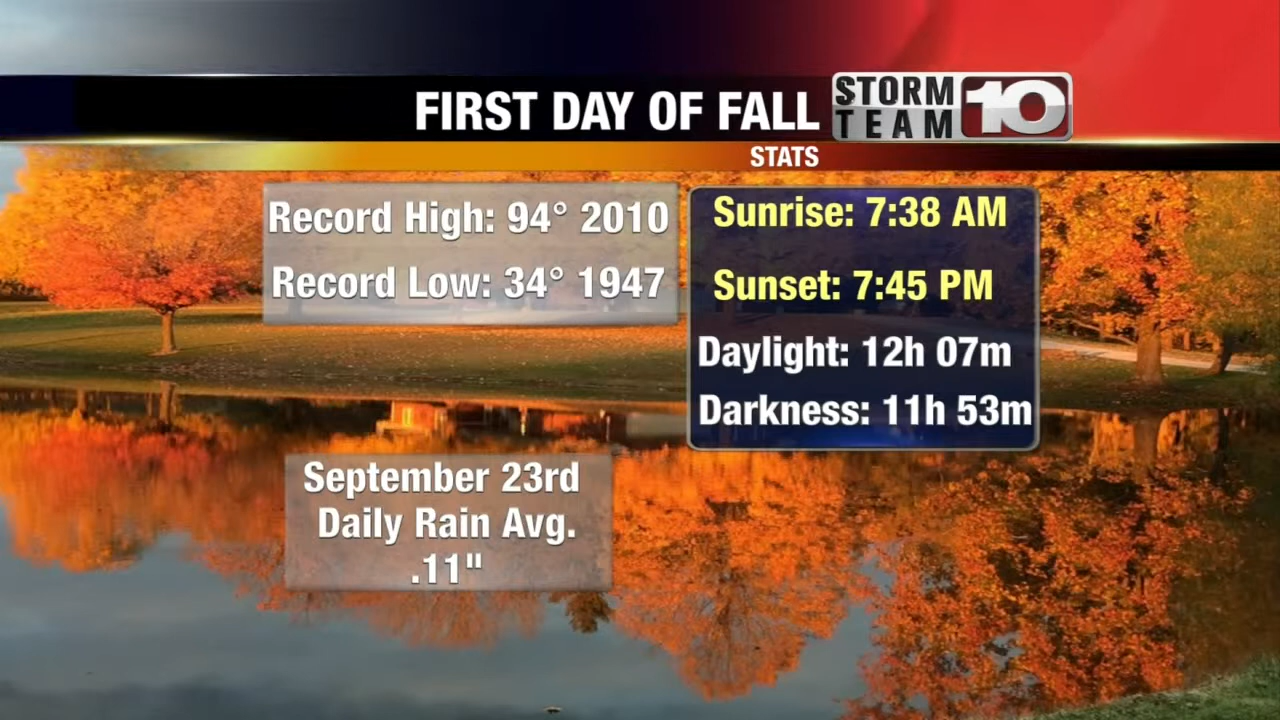 FIRST DAY OF FALL
STORM
TEAM
10
STATS
Record High: 94° 2010
Record Low: 34° 1947
Sunrise: 7:38 AM
Sunset: 7:45 PM
Daylight: 12h 07m
Darkness: 11h 53m
September 23rd
Daily Rain Avg.
.11"